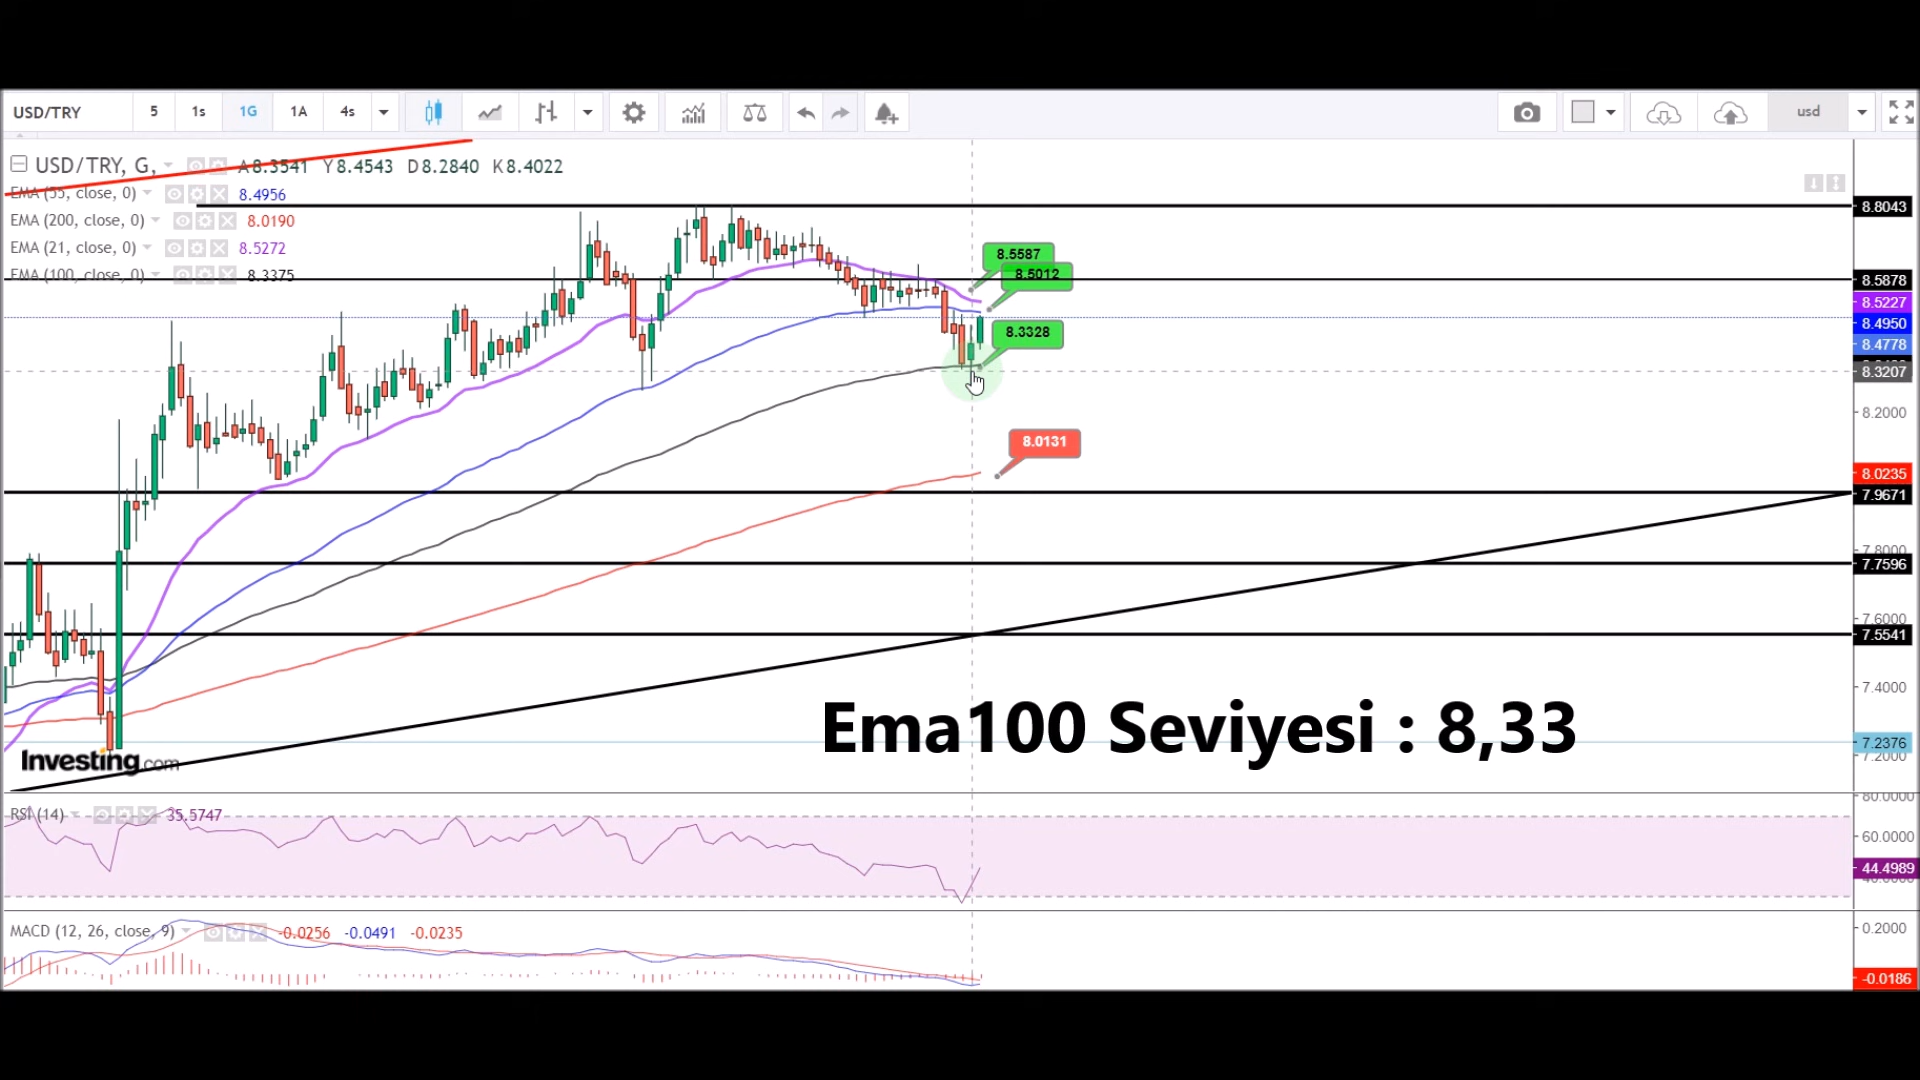 USD/TRY 5 1s 1G 1A 4s usd
USD/TRY, G, A8.3541 Y8.4543 D8.2840 K8.4022
EMA (55, close, 0) 8.4956
EMA (200, close, 0) 8.0190
EMA (21, close, 0) 8.5272
EMA (100, close, 0) 8.3375
8.5587
8.5012
8.3328
8.0131
8.8043
8.5878
8.5227
8.4950
8.4778
8.3207
8.2000
8.0235
7.9671
7.8000
7.7596
7.6000
7.5541
7.4000
7.2376
7.2000
Ema100 Seviyesi : 8,33
Investing.com
RSI (14) 35.5747
80.0000
60.0000
44.4989
MACD (12, 26, close, 9) -0.0256 -0.0491 -0.0235
0.2000
-0.0186